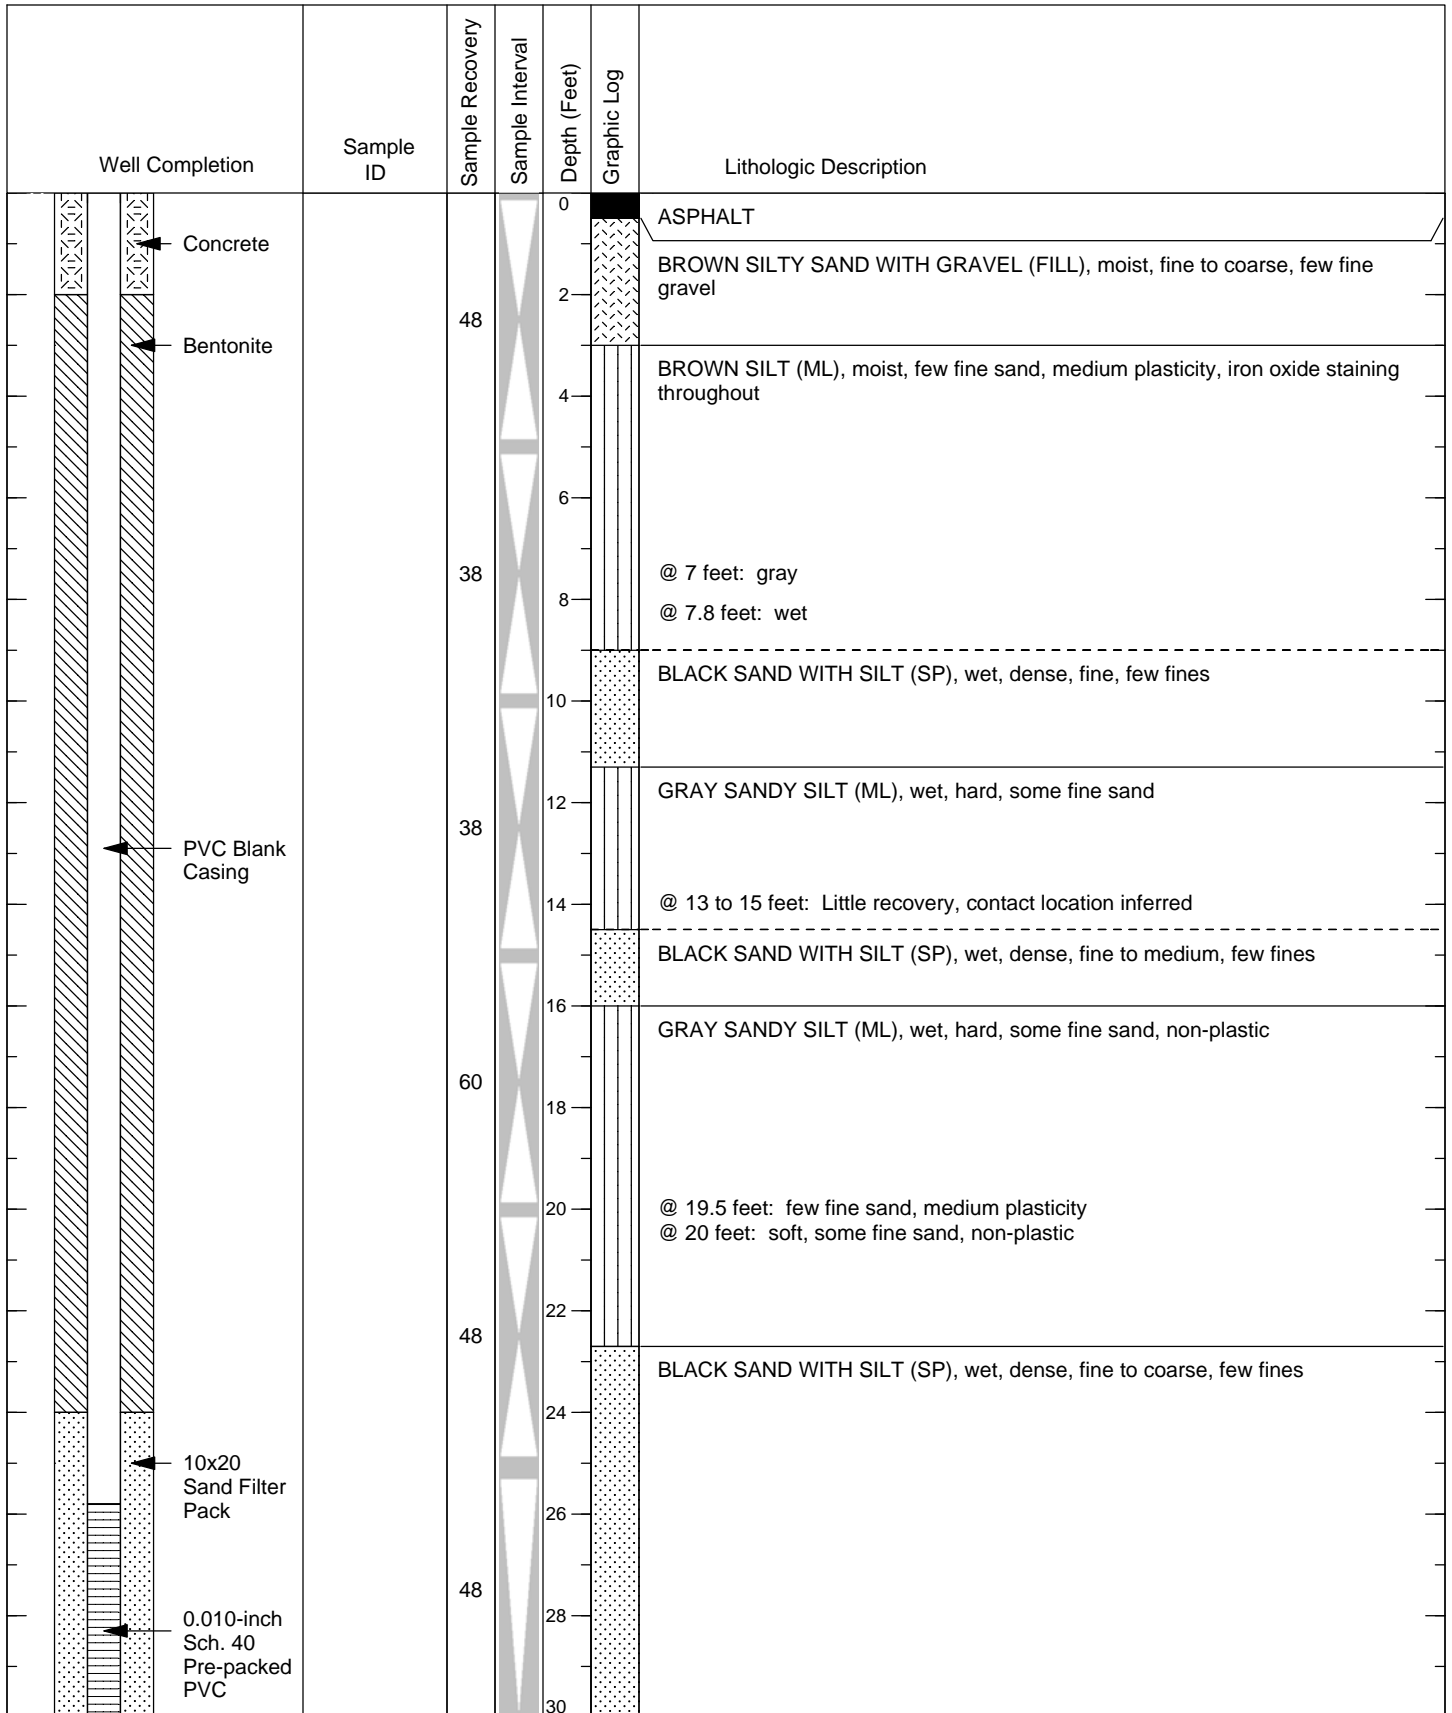 Well Completion
Sample
ID
Sample Recovery
Sample Interval
Depth (Feet)
Graphic Log
Lithologic Description
0
ASPHALT
Concrete
BROWN SILTY SAND WITH GRAVEL (FILL), moist, fine to coarse, few fine
gravel
2
48
Bentonite
BROWN SILT (ML), moist, few fine sand, medium plasticity, iron oxide staining
throughout
4
6
38
@ 7 feet: gray
8
@ 7.8 feet: wet
BLACK SAND WITH SILT (SP), wet, dense, fine, few fines
10
GRAY SANDY SILT (ML), wet, hard, some fine sand
12
38
PVC Blank
Casing
14
@ 13 to 15 feet: Little recovery, contact location inferred
BLACK SAND WITH SILT (SP), wet, dense, fine to medium, few fines
16
GRAY SANDY SILT (ML), wet, hard, some fine sand, non-plastic
60
18
20
@ 19.5 feet: few fine sand, medium plasticity
@ 20 feet: soft, some fine sand, non-plastic
22
48
BLACK SAND WITH SILT (SP), wet, dense, fine to coarse, few fines
24
10x20
Sand Filter
Pack
26
48
28
0.010-inch
Sch. 40
Pre-packed
PVC
30